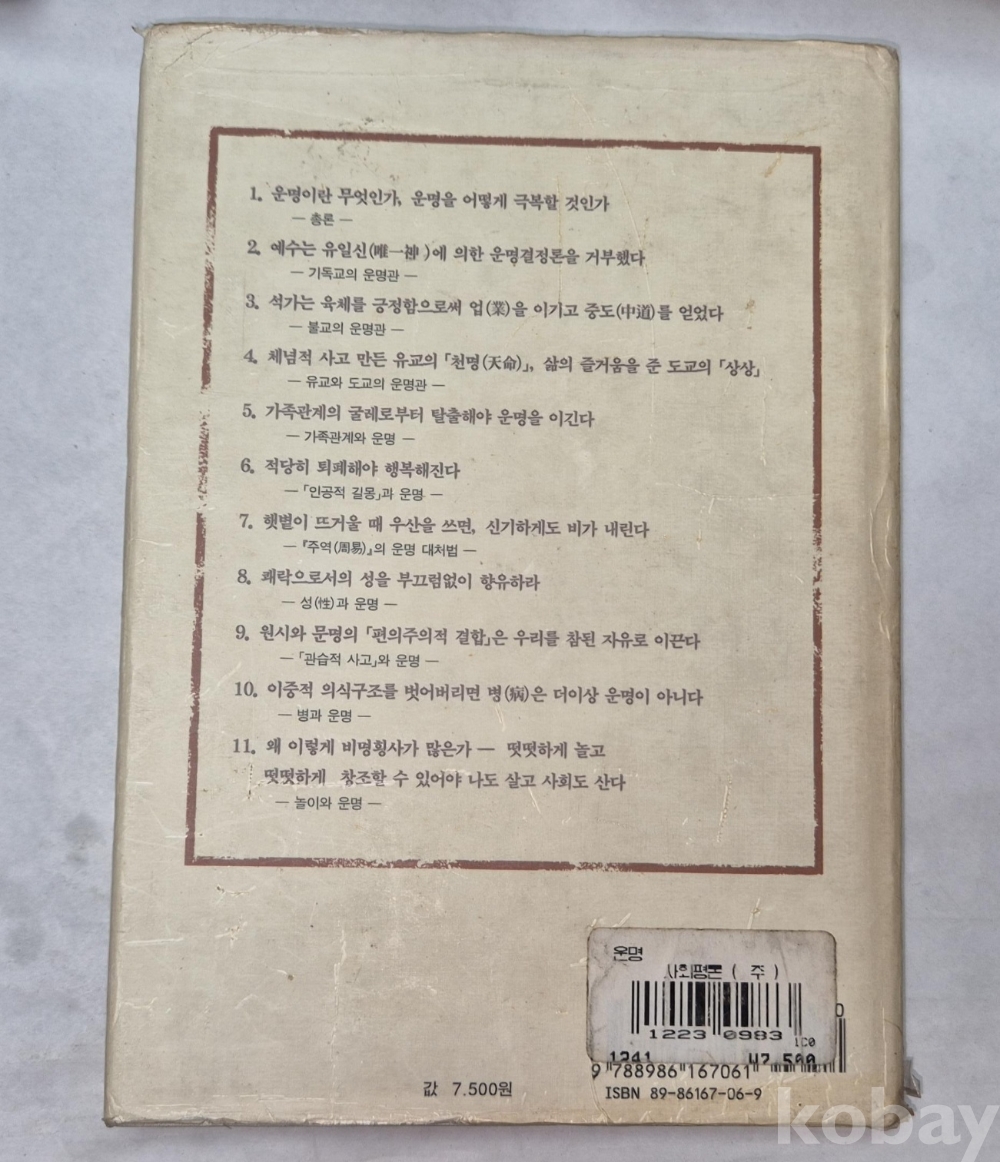 1. 운명이란 무엇인가, 운명을 어떻게 극복할 것인가
— 총론 —
2. 예수는 유일신(唯一神)에 의한 운명결정론을 거부했다
— 기독교의 운명관 —
3. 석가는 육체를 긍정함으로써 업(業)을 이기고 중도(中道)를 얻었다
— 불교의 운명관 —
4. 체념적 사고 만든 유교의 「천명(天命)」, 삶의 즐거움을 준 도교의 「상상」
— 유교와 도교의 운명관 —
5. 가족관계의 굴레로부터 탈출해야 운명을 이긴다
— 가족관계와 운명 —
6. 적당히 퇴폐해야 행복해진다
—「인공적 길몽」과 운명 —
7. 햇볕이 뜨거울 때 우산을 쓰면, 신기하게도 비가 내린다
—『주역(周易)』의 운명 대처법 —
8. 쾌락으로서의 성을 부끄럼없이 향유하라
— 성(性)과 운명 —
9. 원시와 문명의 「편의주의적 결합」은 우리를 참된 자유로 이끈다
—「관습적 사고」와 운명 —
10. 이중적 의식구조를 벗어버리면 병(病)은 더이상 운명이 아니다
— 병과 운명 —
11. 왜 이렇게 비명횡사가 많은가 — 떳떳하게 놀고
떳떳하게 창조할 수 있어야 나도 살고 사회도 산다
— 놀이와 운명 —
운명
사회평론(주)
1223 0983
1C0
1241 W7,500
9 788986 167061
값 7.500원
ISBN 89-86167-06-9
kobay